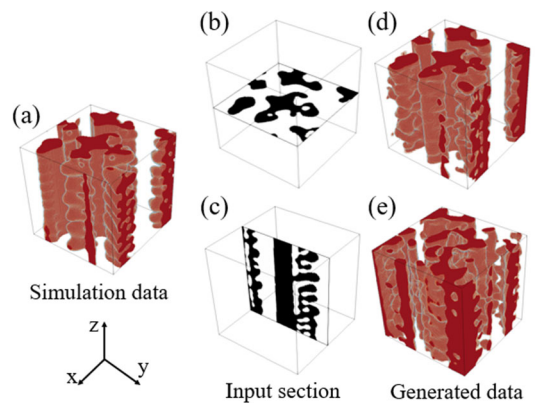 (b)
(d)
(a)
(c)
(e)
Simulation data
z
x
y
Input section
Generated data